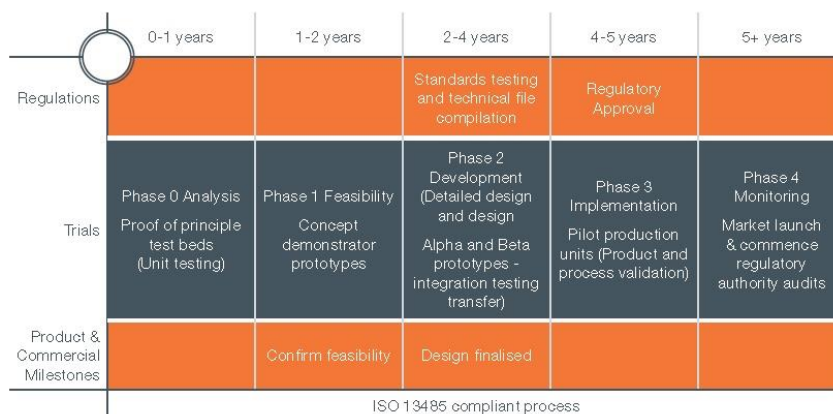 0-1 years
1-2 years
2-4 years
4-5 years
5+ years
Regulations
Standards testing
and technical file
compilation
Regulatory
Approval
Trials
Phase 0 Analysis
Proof of principle
test beds
(Unit testing)
Phase 1 Feasibility
Concept
demonstrator
prototypes
Phase 2
Development
(Detailed design
and design
Alpha and Beta
prototypes -
integration testing
transfer)
Phase 3
Implementation
Pilot production
units (Product and
process validation)
Phase 4
Monitoring
Market launch
& commence
regulatory
authority audits
Product &
Commercial
Milestones
Confirm feasibility
Design finalised
ISO 13485 compliant process